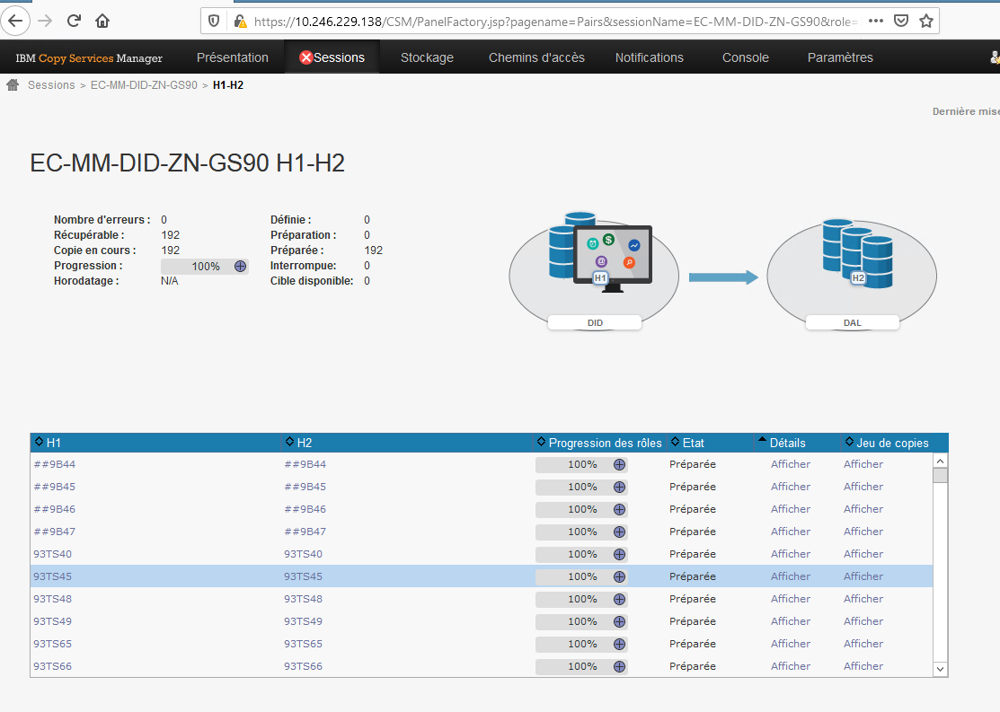 https://10.246.229.138/CSM/PanelFactory.jsp?pagename=Pairs&sessionName=EC-MM-DID-ZN-GS90&role=
IBM Copy Services Manager Présentation Sessions Stockage Chemins d'accès Notifications Console Paramètres
Sessions > EC-MM-DID-ZN-GS90 > H1-H2
Dernière mise
EC-MM-DID-ZN-GS90 H1-H2
Nombre d'erreurs : 0 Définie : 0
Récupérable : 192 Préparation : 0
Copie en cours : 192 Préparée : 192
Progression : 100% Interrompue: 0
Horodatage : N/A Cible disponible: 0
H1 H2
DID DAL
H1 H2 Progression des rôles Etat Détails Jeu de copies
##9B44 ##9B44 100% Préparée Afficher Afficher
##9B45 ##9B45 100% Préparée Afficher Afficher
##9B46 ##9B46 100% Préparée Afficher Afficher
##9B47 ##9B47 100% Préparée Afficher Afficher
93TS40 93TS40 100% Préparée Afficher Afficher
93TS45 93TS45 100% Préparée Afficher Afficher
93TS48 93TS48 100% Préparée Afficher Afficher
93TS49 93TS49 100% Préparée Afficher Afficher
93TS65 93TS65 100% Préparée Afficher Afficher
93TS66 93TS66 100% Préparée Afficher Afficher